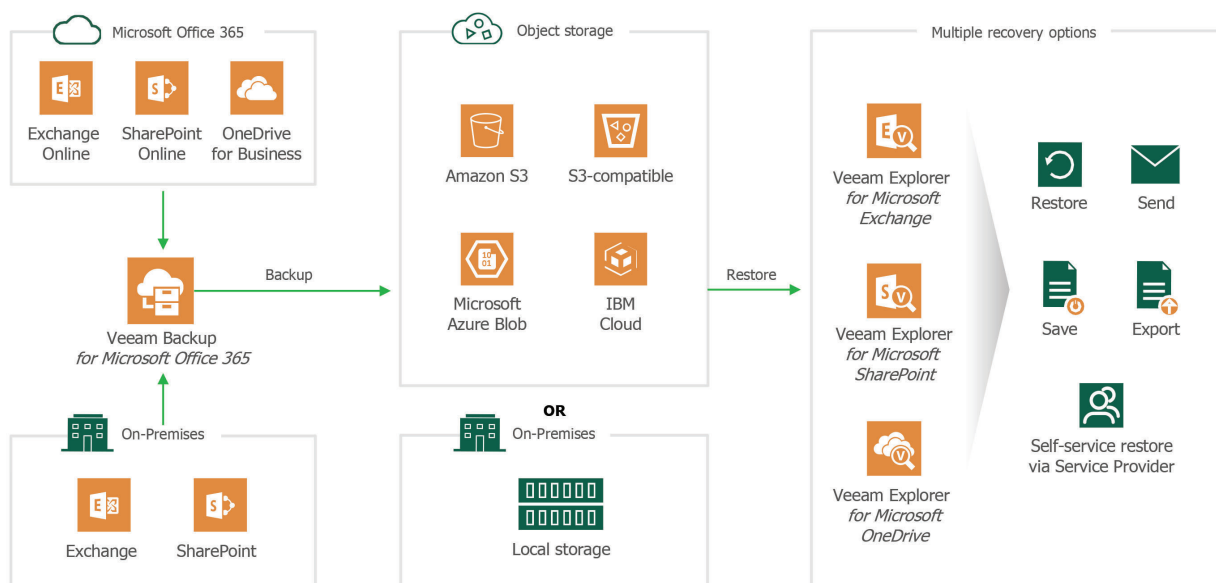 Microsoft Office 365
Exchange
Online
SharePoint
Online
OneDrive
for Business
Veeam Backup
for Microsoft Office 365
On-Premises
Exchange
SharePoint
Backup
Object storage
Amazon S3
S3-compatible
10
01
Microsoft
Azure Blob
IBM
Cloud
OR
On-Premises
Local storage
Restore
Multiple recovery options
Veeam Explorer
for Microsoft
Exchange
Veeam Explorer
for Microsoft
SharePoint
Veeam Explorer
for Microsoft
OneDrive
Restore
Send
Save
Export
Self-service restore
via Service Provider